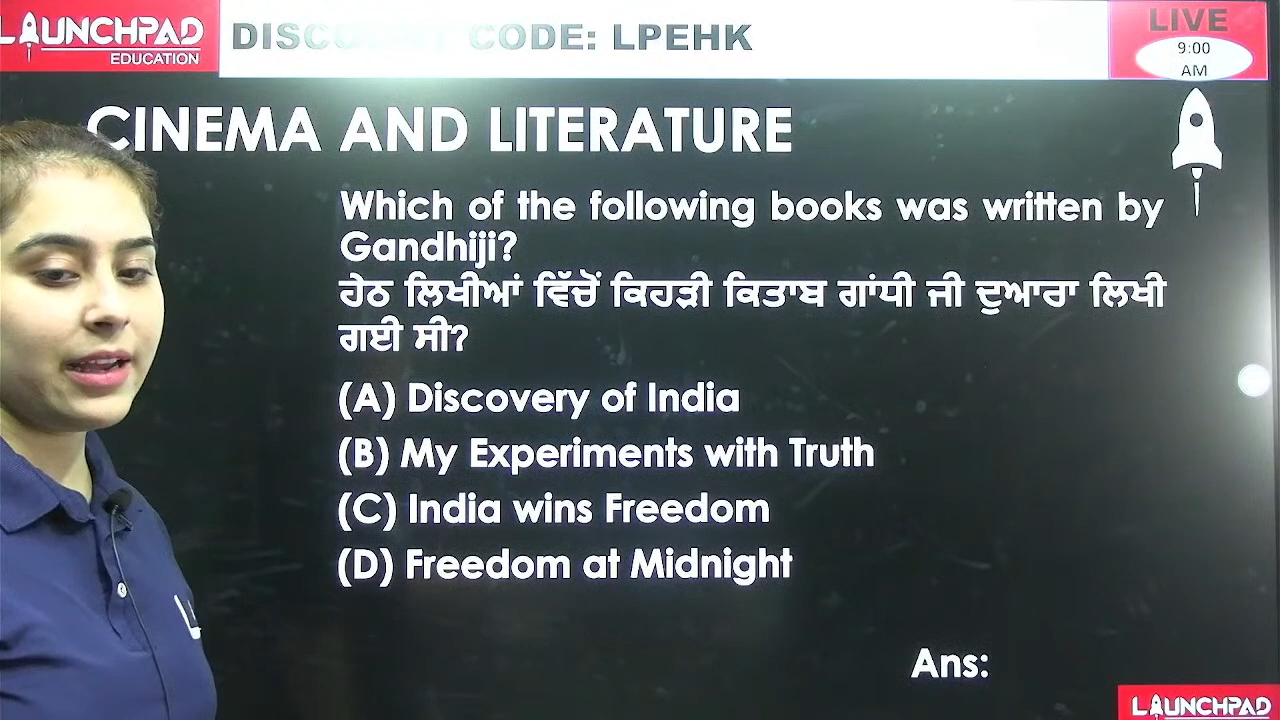 LAUNCHPAD
EDUCATION
DISCOUNT CODE: LPEHK
LIVE
9:00
AM
CINEMA AND LITERATURE
Which of the following books was written by
Gandhiji?
ਹੇਠ ਲਿਖੀਆਂ ਵਿੱਚੋਂ ਕਿਹੜੀ ਕਿਤਾਬ ਗਾਂਧੀ ਜੀ ਦੁਆਰਾ ਲਿਖੀ
ਗਈ ਸੀ?
(A) Discovery of India
(B) My Experiments with Truth
(C) India wins Freedom
(D) Freedom at Midnight
Ans:
LAUNCHPAD